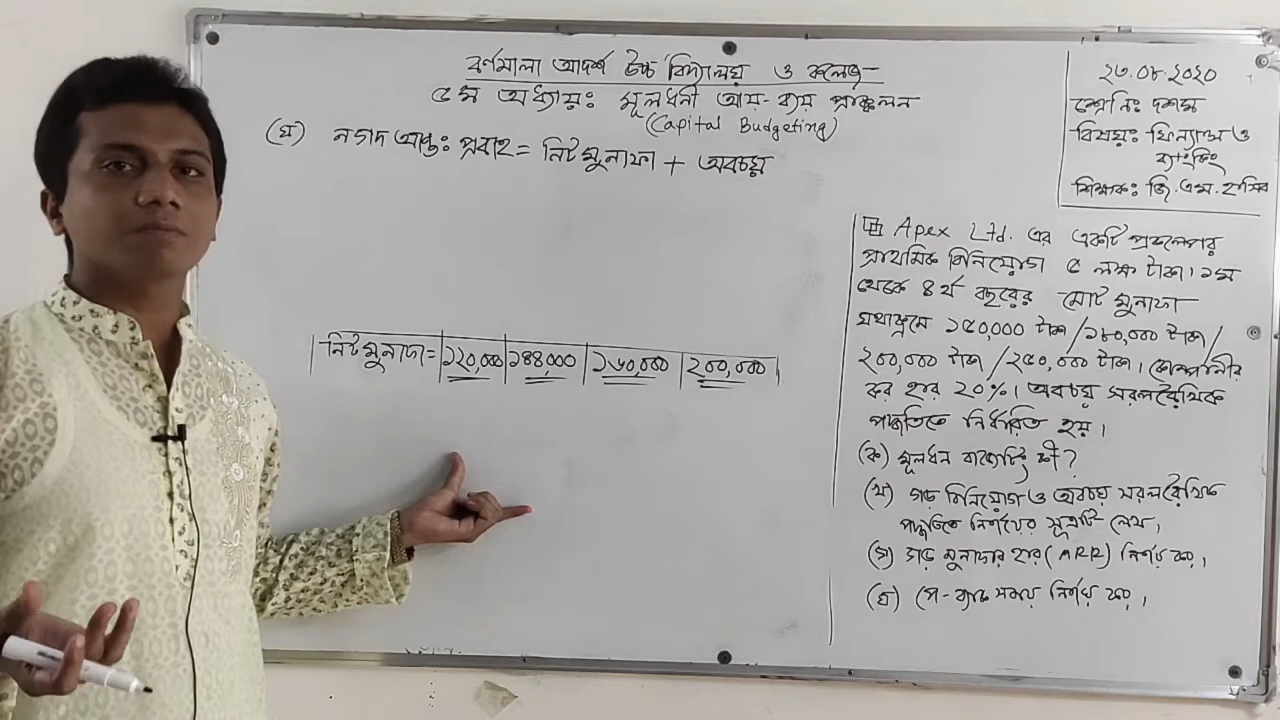 বর্ণমালা আদর্শ উচ্চ বিদ্যালয় ও কলেজ
৫ম অধ্যায়ঃ মূলধনী আয়-ব্যয় প্রাক্কলন
(Capital Budgeting)
(ঘ) নগদ আন্তঃ প্রবাহ = নিট মুনাফা + অবচয়
নিট মুনাফা = ১২০,০০০ ১৪৪,০০০ ১৬০,০০০ ২০০,০০০
২৩.০৮.২০২০
শ্রেনিঃ দশম
বিষয়ঃ ফিন্যান্স ও
ব্যাংকিং
শিক্ষকঃ জি.এম. হাসিব
Apex Ltd. এর একটি প্রকল্পের
প্রাথমিক বিনিয়োগ ৫ লক্ষ টাকা। ১ম
থেকে ৪র্থ বছরের মোট মুনাফা
যথাক্রমে ১৫০,০০০ টাকা/১৮০,০০০ টাকা/
২০০,০০০ টাকা/২৫০,০০০ টাকা। কোম্পানীর
কর হার ২০%। অবচয় সরলরৈখিক
পদ্ধতিতে নির্ধারিত হয়।
(ক) মূলধন বাজেটিং কী?
(খ) গড় বিনিয়োগ ও অবচয় সরলরৈখিক
পদ্ধতিতে নির্ণয়ের সূত্রটি লেখ।
(গ) গড় মুনাফার হার (ARR) নির্ণয় কর।
(ঘ) পে-ব্যাক সময় নির্ণয় কর।